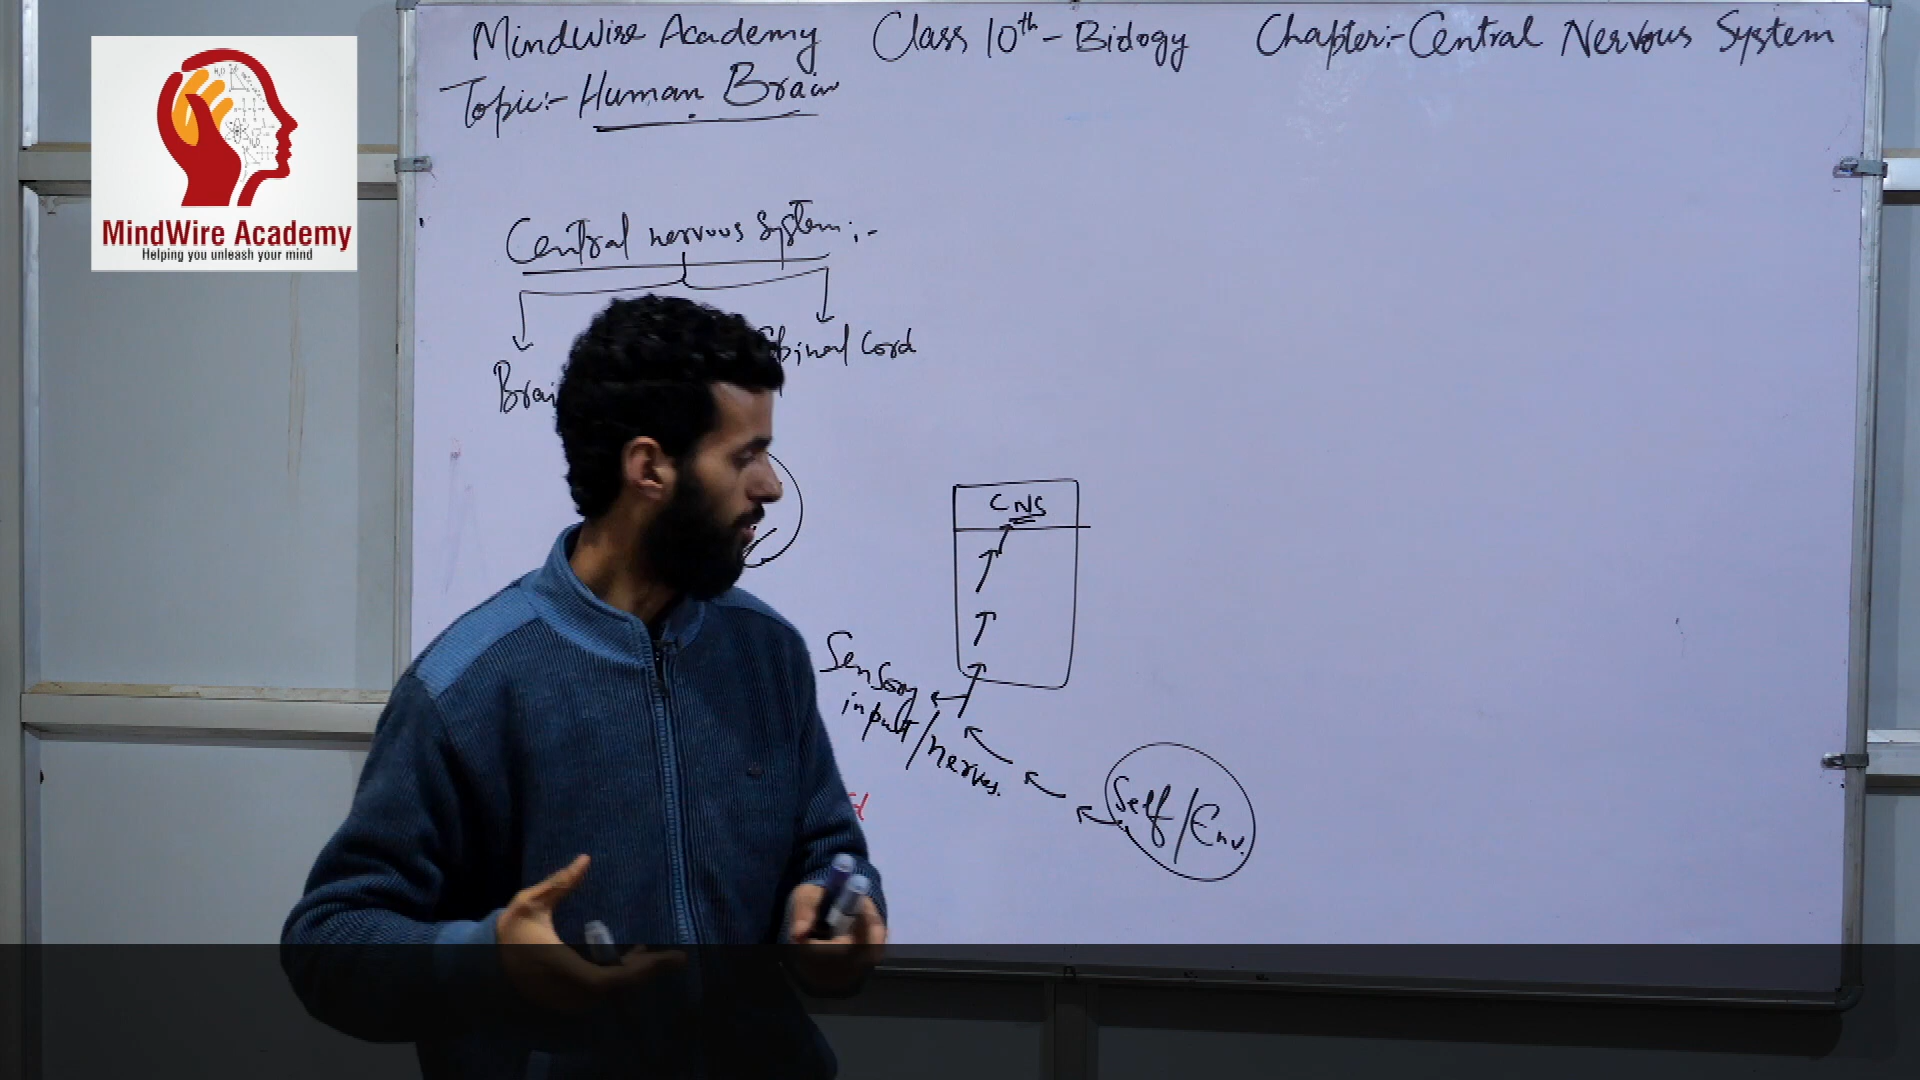 MindWise Academy Class 10th - Biology Chapter:- Central Nervous System
Topic:- Human Brain
MindWire Academy
Helping you unleash your mind
Central nervous System:-
Spinal Cord
Brai
CNS
Sensory
input/nerves.
Self/Env.